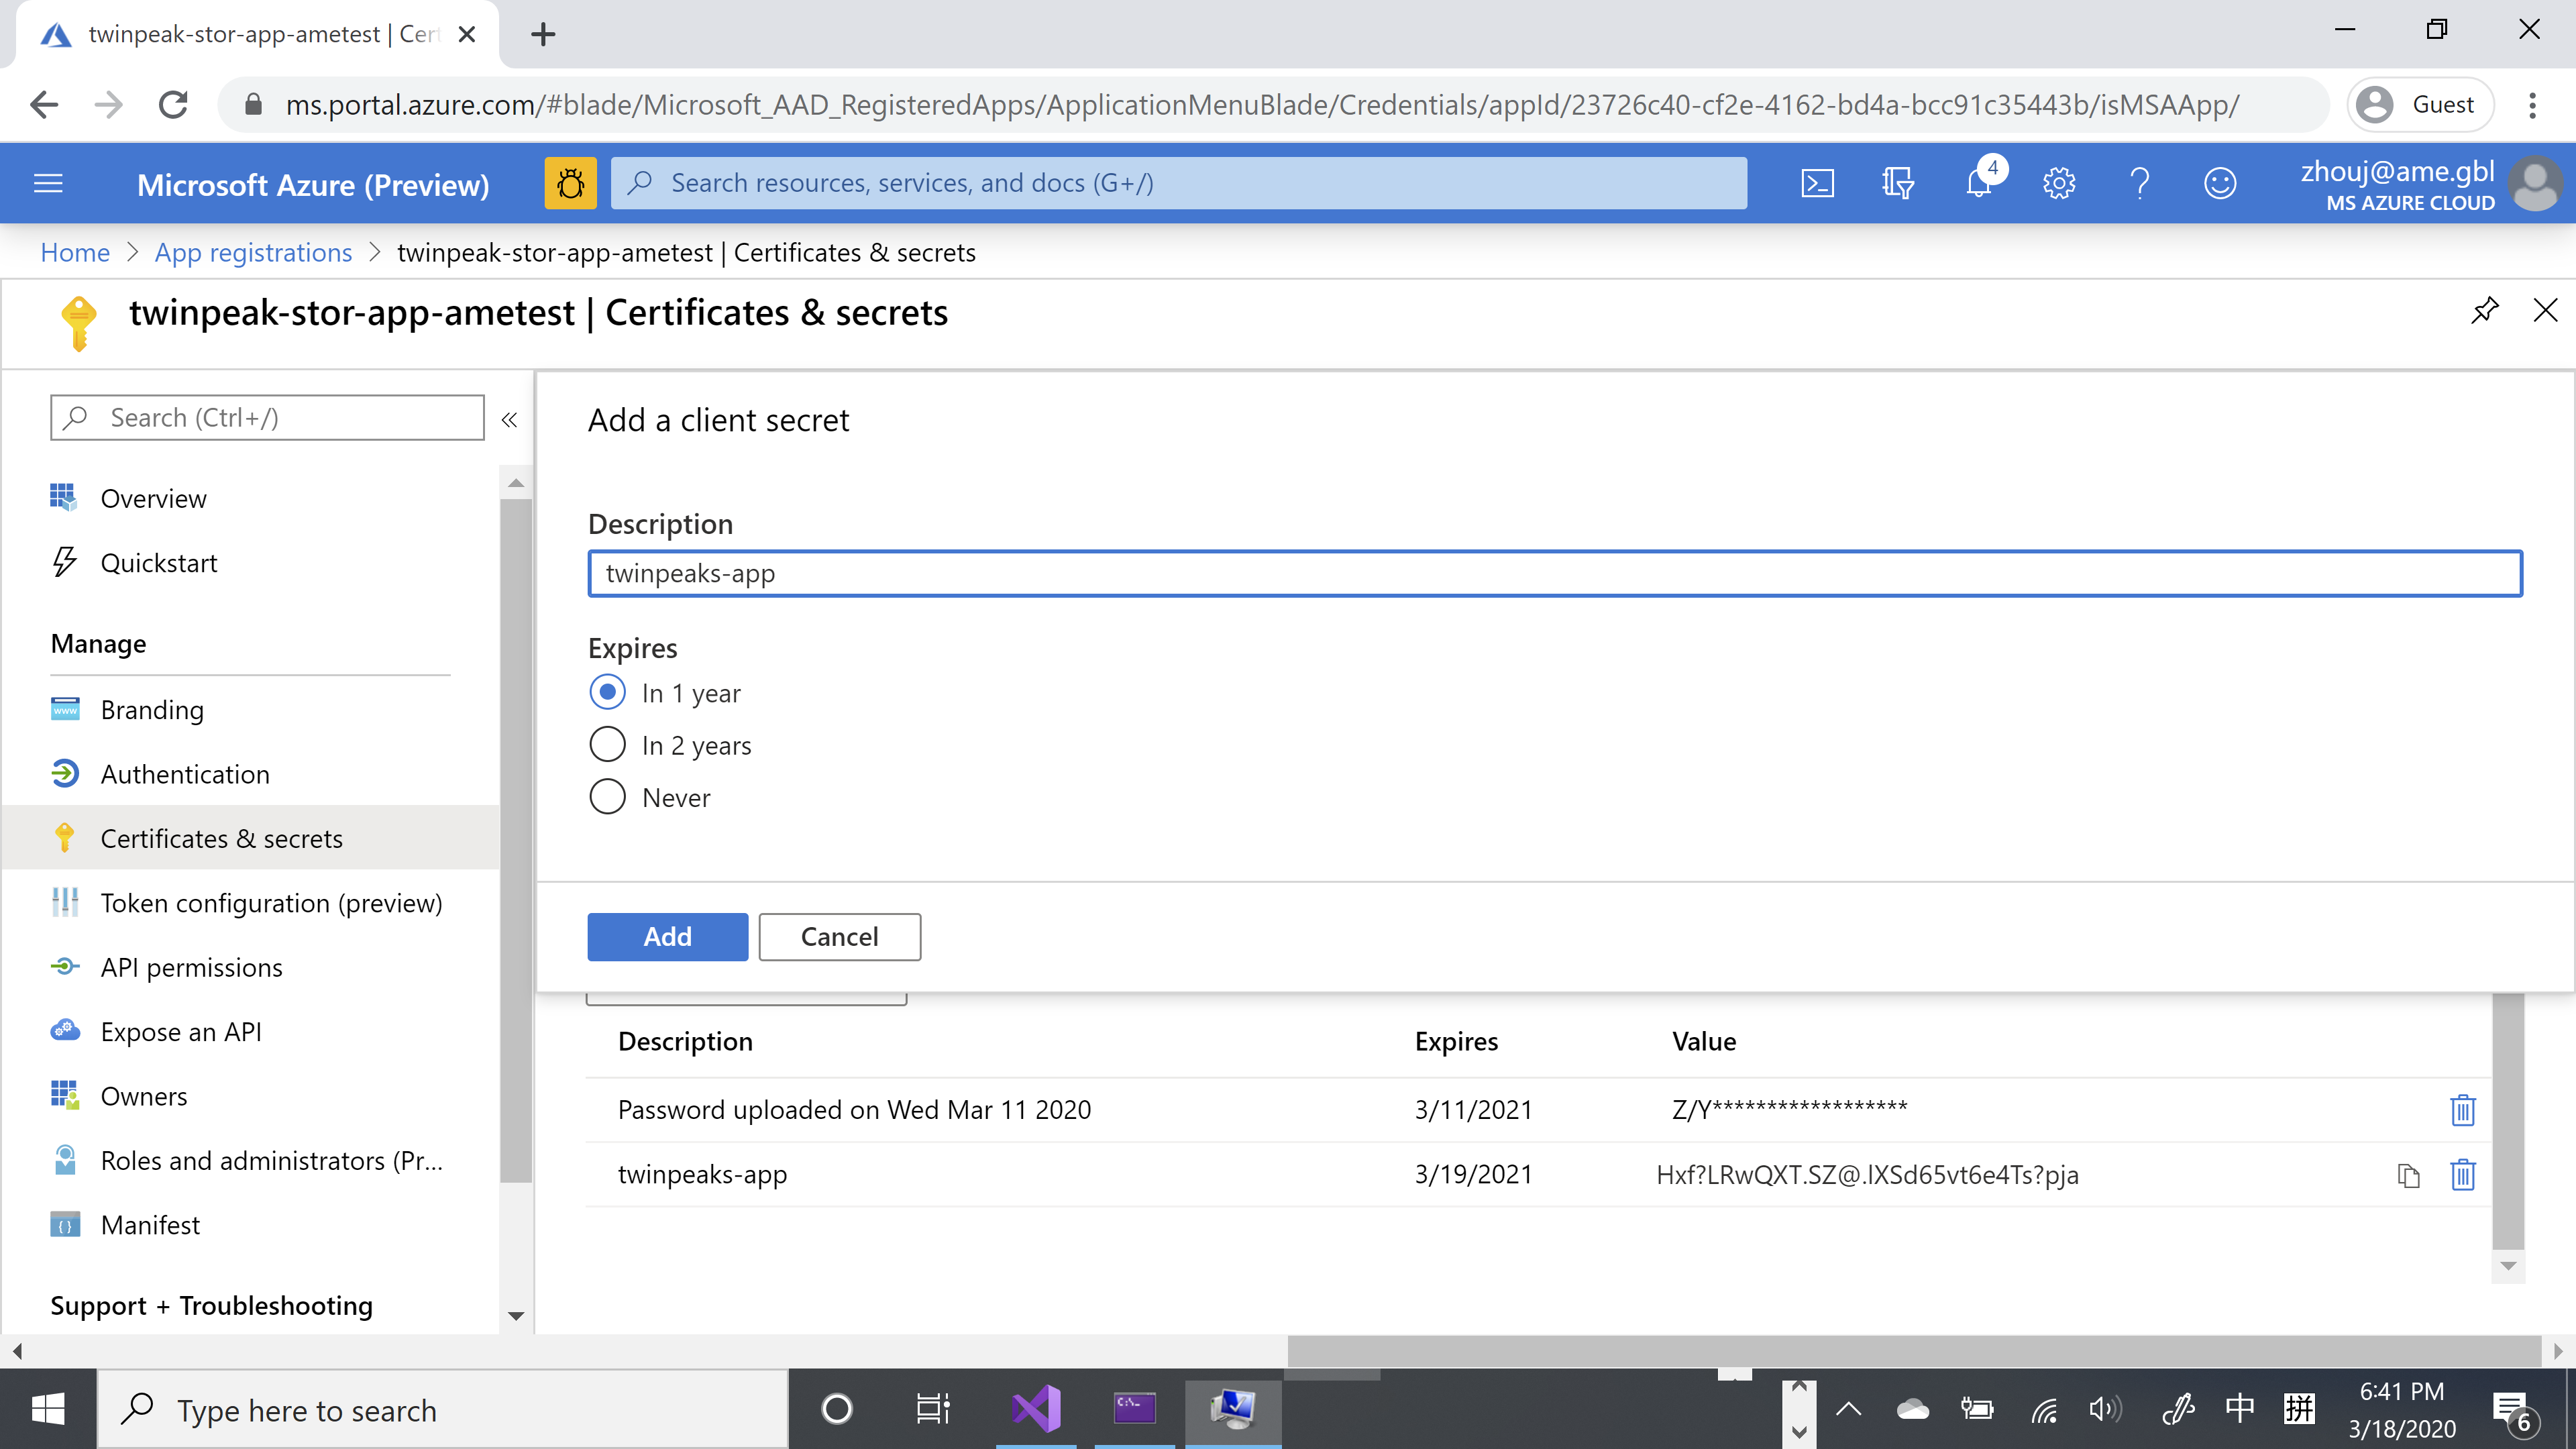 twinpeak-stor-app-ametest | Cert
ms.portal.azure.com/#blade/Microsoft_AAD_RegisteredApps/ApplicationMenuBlade/Credentials/appId/23726c40-cf2e-4162-bd4a-bcc91c35443b/isMSAApp/
Guest
Microsoft Azure (Preview)
Search resources, services, and docs (G+/)
4
zhouj@ame.gbl
MS AZURE CLOUD
Home > App registrations > twinpeak-stor-app-ametest | Certificates & secrets
twinpeak-stor-app-ametest | Certificates & secrets
Search (Ctrl+/)
«
Overview
Quickstart
Manage
Branding
Authentication
Certificates & secrets
Token configuration (preview)
API permissions
Expose an API
Owners
Roles and administrators (Pr...
Manifest
Support + Troubleshooting
Add a client secret
Description
twinpeaks-app
Expires
In 1 year
In 2 years
Never
Add
Cancel
Description Expires Value
Password uploaded on Wed Mar 11 2020 3/11/2021 Z/Y******************
twinpeaks-app 3/19/2021 Hxf?LRwQXT.SZ@.lXSd65vt6e4Ts?pja
Type here to search
中
拼
6:41 PM
3/18/2020
6